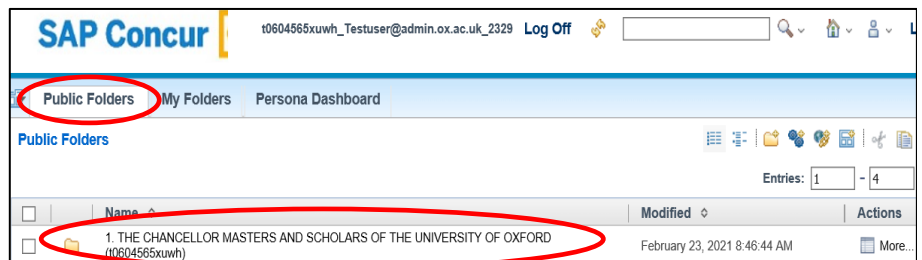 SAP Concur t0604565xuwh_Testuser@admin.ox.ac.uk_2329 Log Off
Public Folders My Folders Persona Dashboard
Public Folders
Entries: 1 - 4
Name Modified Actions
1. THE CHANCELLOR MASTERS AND SCHOLARS OF THE UNIVERSITY OF OXFORD
(t0604565xuwh) February 23, 2021 8:46:44 AM More...